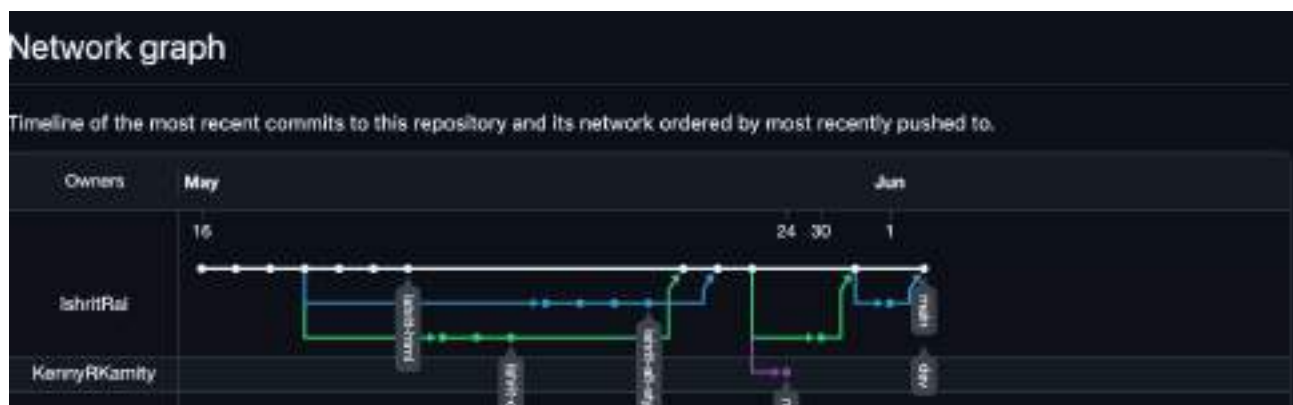 Network graph
Timeline of the most recent commits to this repository and its network ordered by most recently pushed to.
Owners May Jun
16 24 30 1
IshritRai
main
KennyRKamity
dev